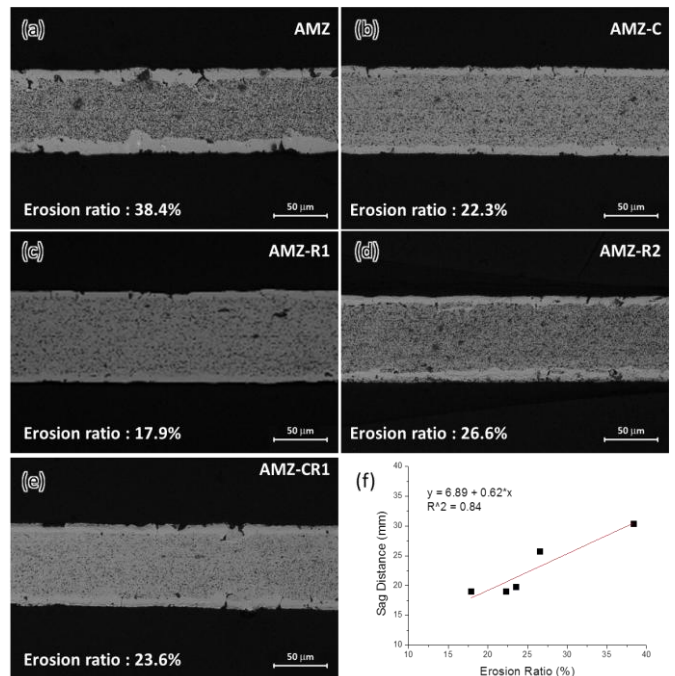 (a)
AMZ
Erosion ratio : 38.4%
50 μm
(b)
AMZ-C
Erosion ratio : 22.3%
50 μm
(c)
AMZ-R1
Erosion ratio : 17.9%
50 μm
(d)
AMZ-R2
Erosion ratio : 26.6%
50 μm
(e)
AMZ-CR1
Erosion ratio : 23.6%
50 μm
(f)
y = 6.89 + 0.62*x
R^2 = 0.84
Sag Distance (mm)
40
35
30
25
20
15
10
10 15 20 25 30 35 40
Erosion Ratio (%)